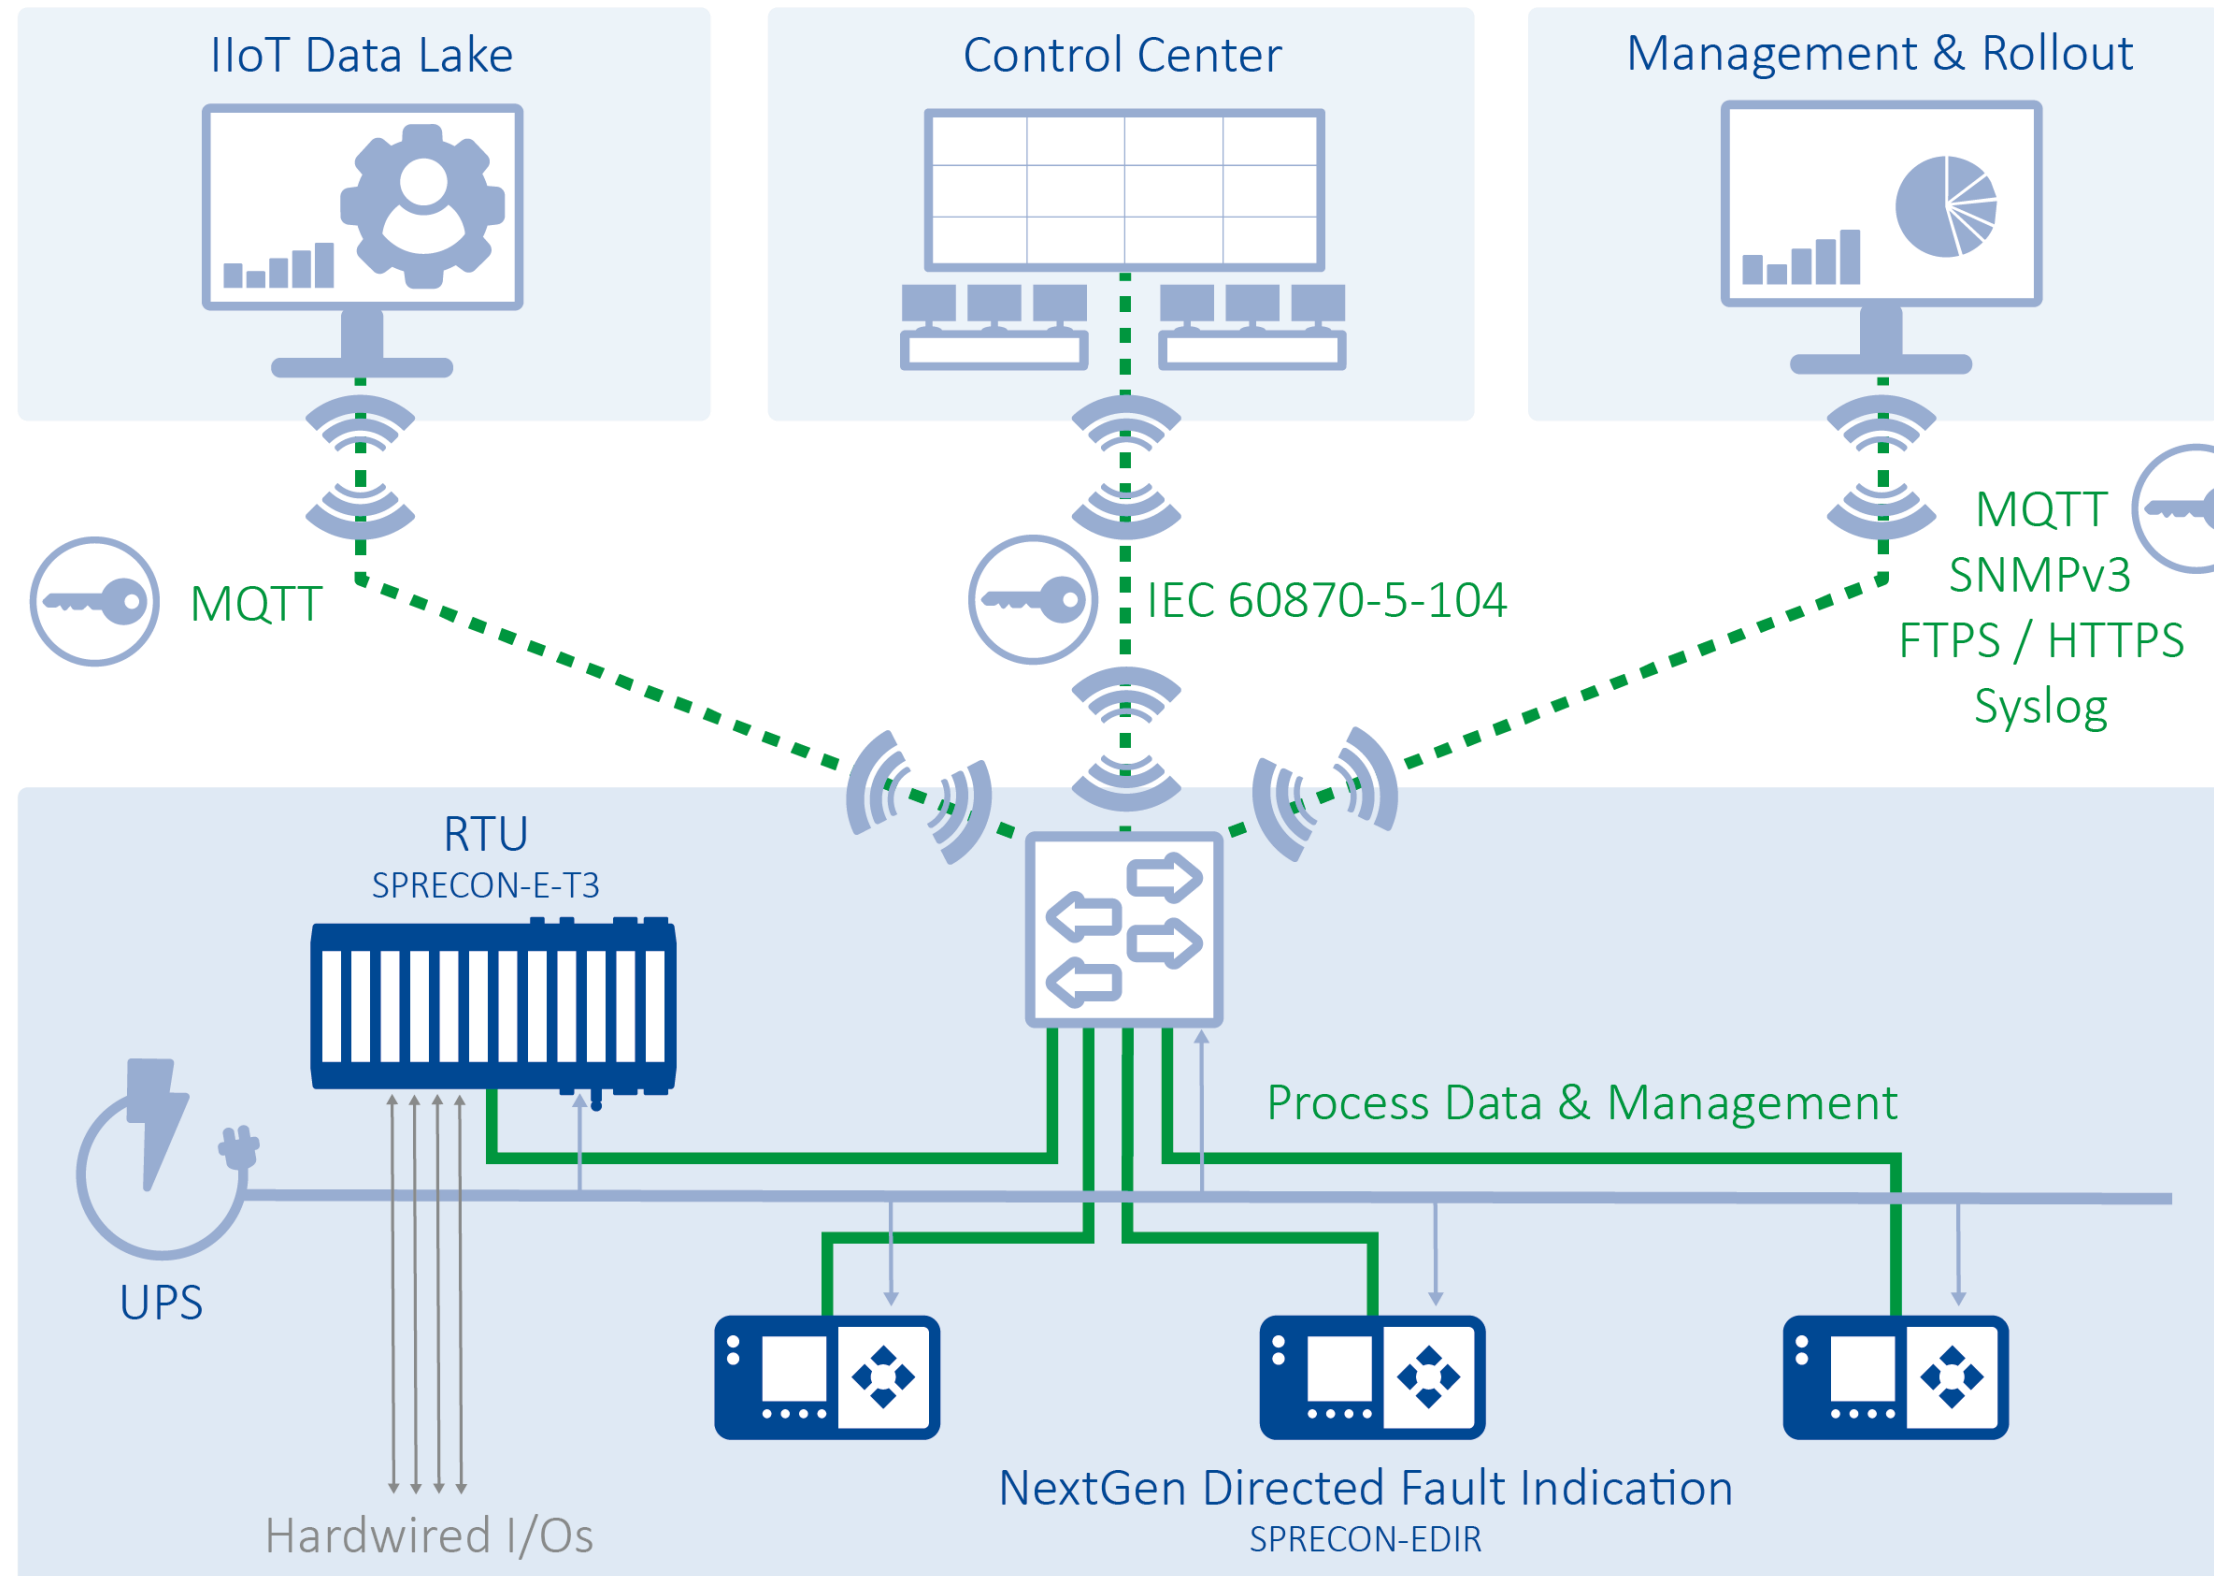 IIoT Data Lake
Control Center
Management & Rollout
MQTT
IEC 60870-5-104
MQTT
SNMPv3
FTPS / HTTPS
Syslog
RTU
SPRECON-E-T3
Process Data & Management
UPS
NextGen Directed Fault Indication
SPRECON-EDIR
Hardwired I/Os